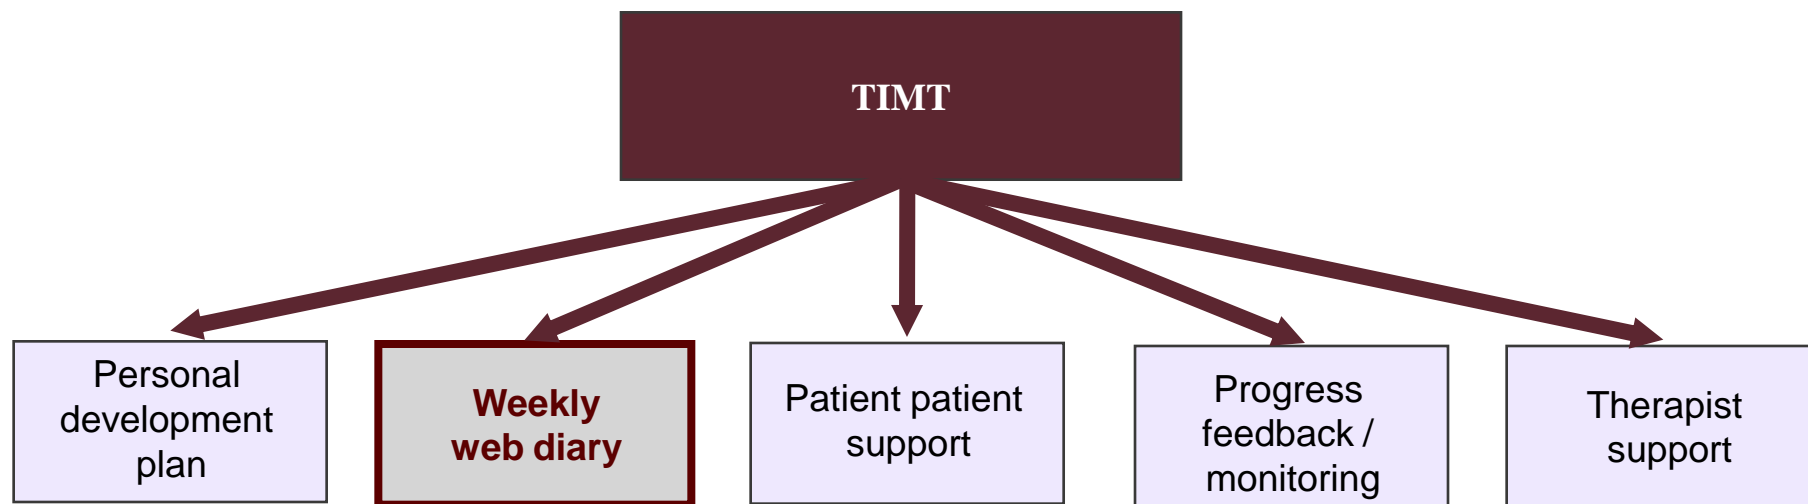 TIMT
Personal
development
plan
Weekly
web diary
Patient patient
support
Progress
feedback /
monitoring
Therapist
support